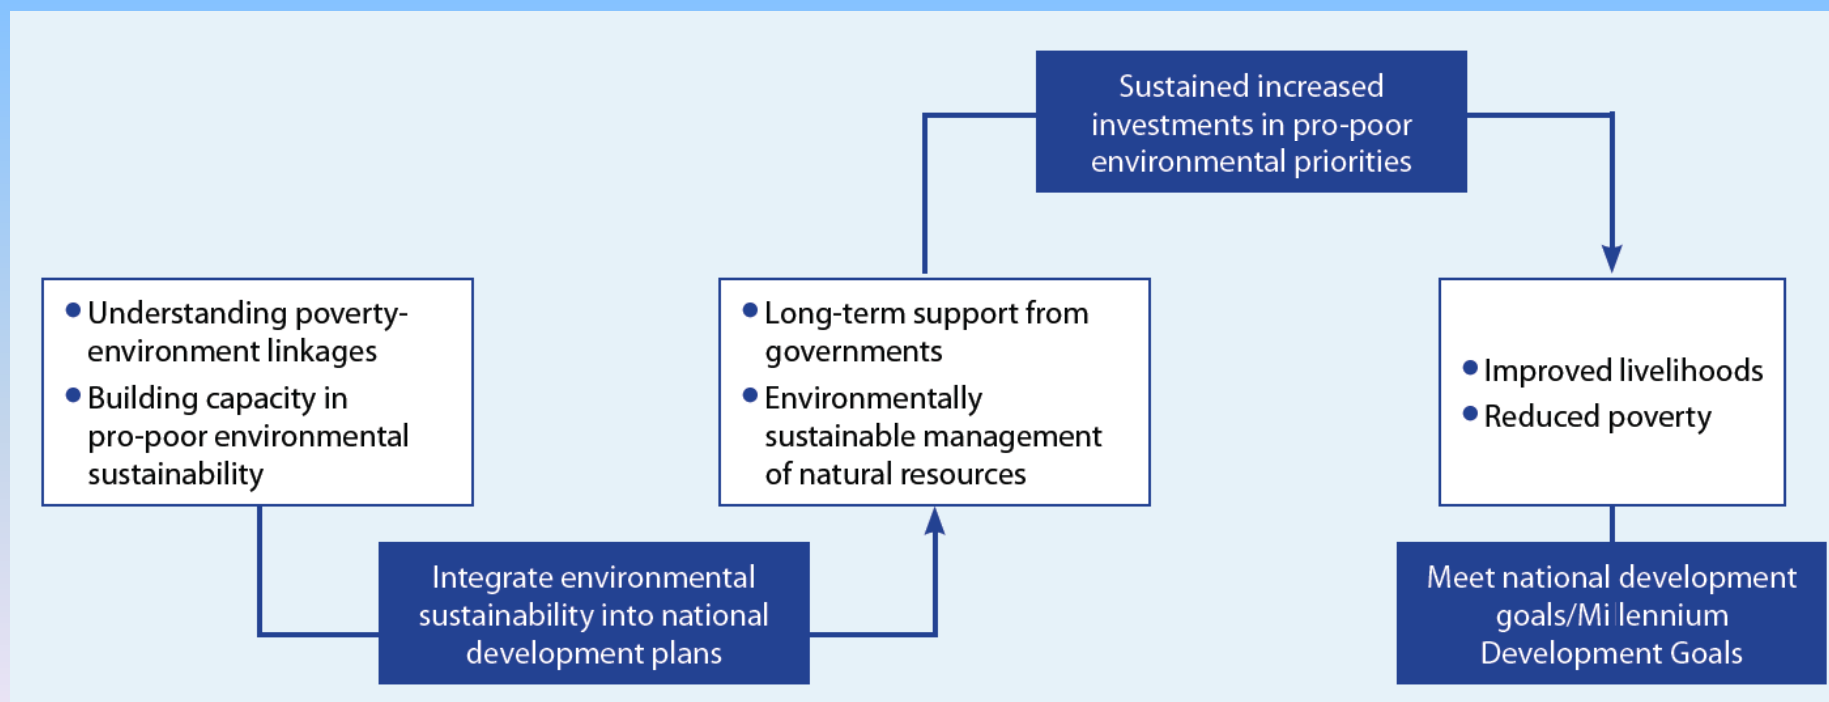 Sustained increased
investments in pro-poor
environmental priorities
• Understanding poverty-
environment linkages
• Building capacity in
pro-poor environmental
sustainability
• Long-term support from
governments
• Environmentally
sustainable management
of natural resources
• Improved livelihoods
• Reduced poverty
Integrate environmental
sustainability into national
development plans
Meet national development
goals/Millennium
Development Goals